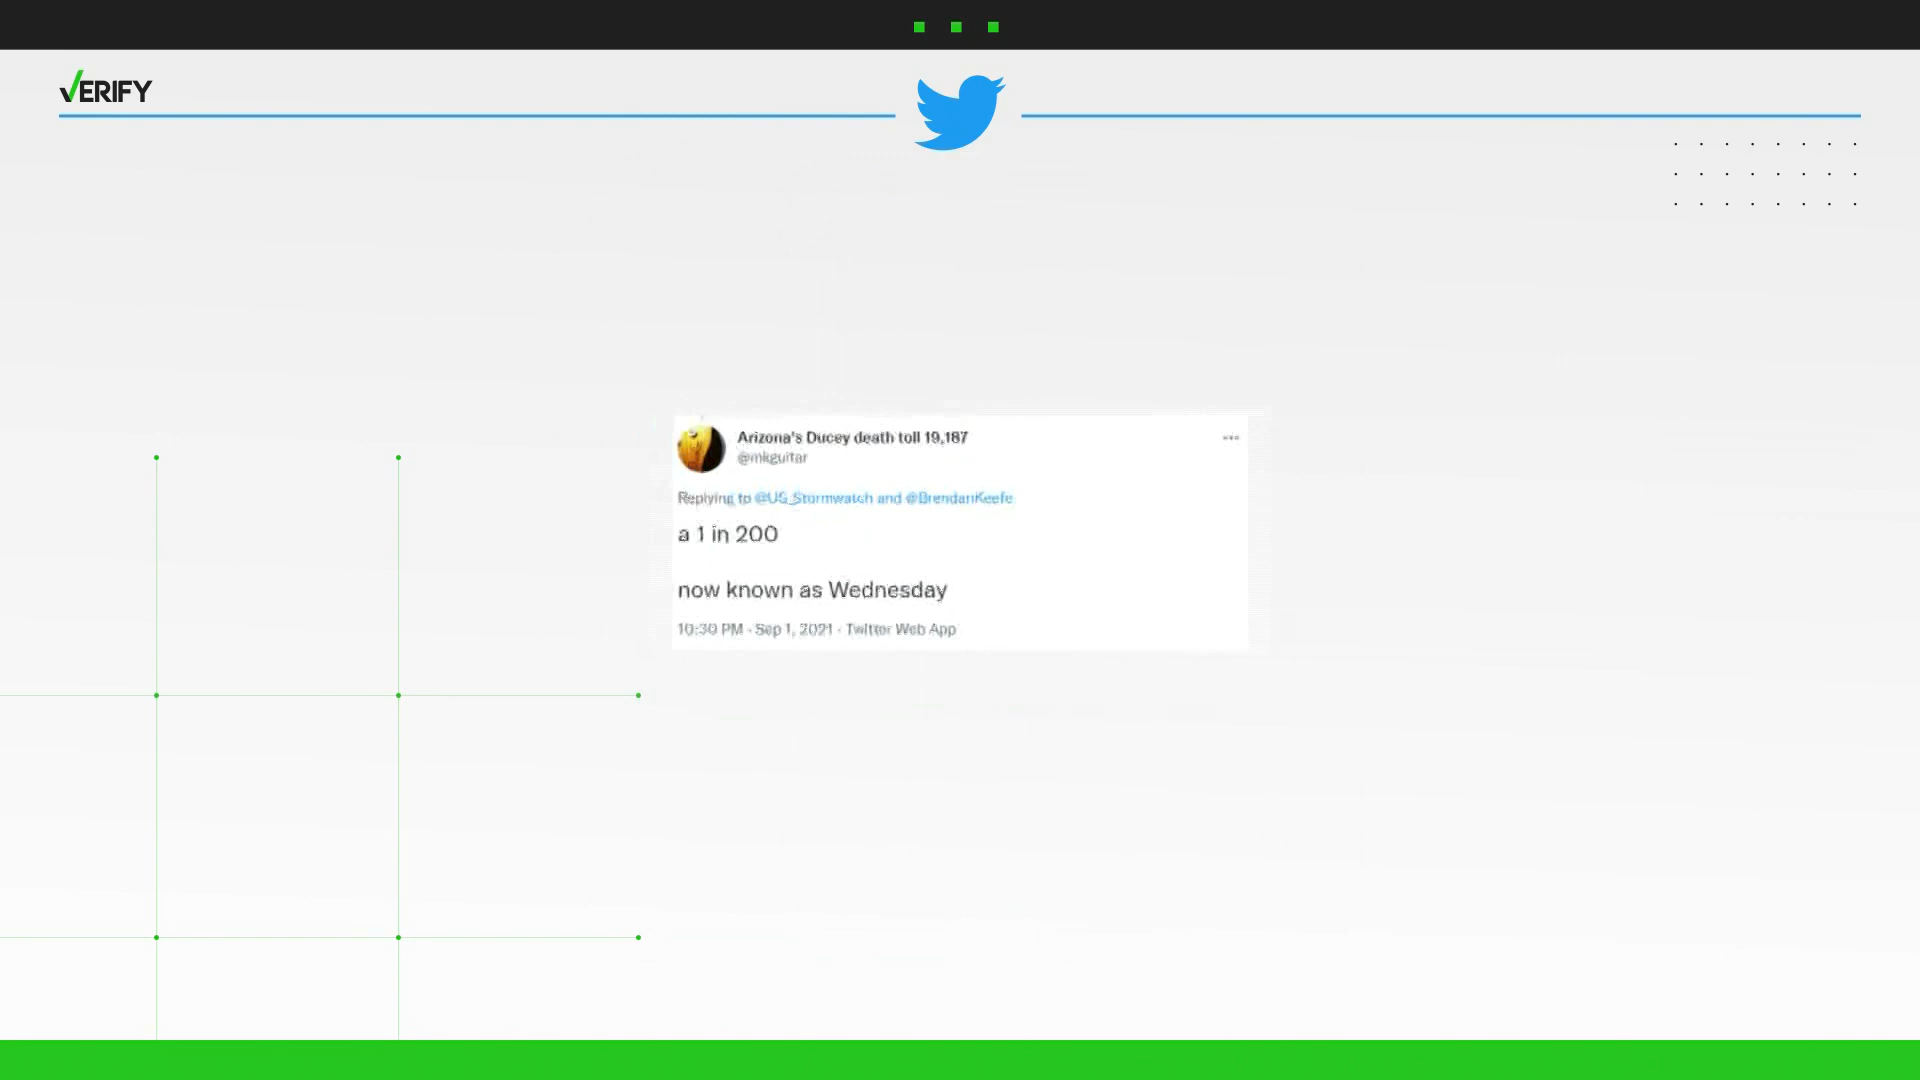 VERIFY
Arizona's Ducey death toll 19,187
@mkguitar
Replying to @US_Stormwatch and @BrendanKeefe
a 1 in 200
now known as Wednesday
10:30 PM · Sep 1, 2021 · Twitter Web App